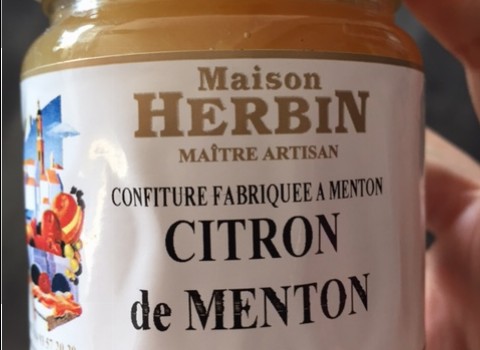 Maison
HERBIN
MAÎTRE ARTISAN
CONFITURE FABRIQUEE A MENTON
CITRON
de MENTON